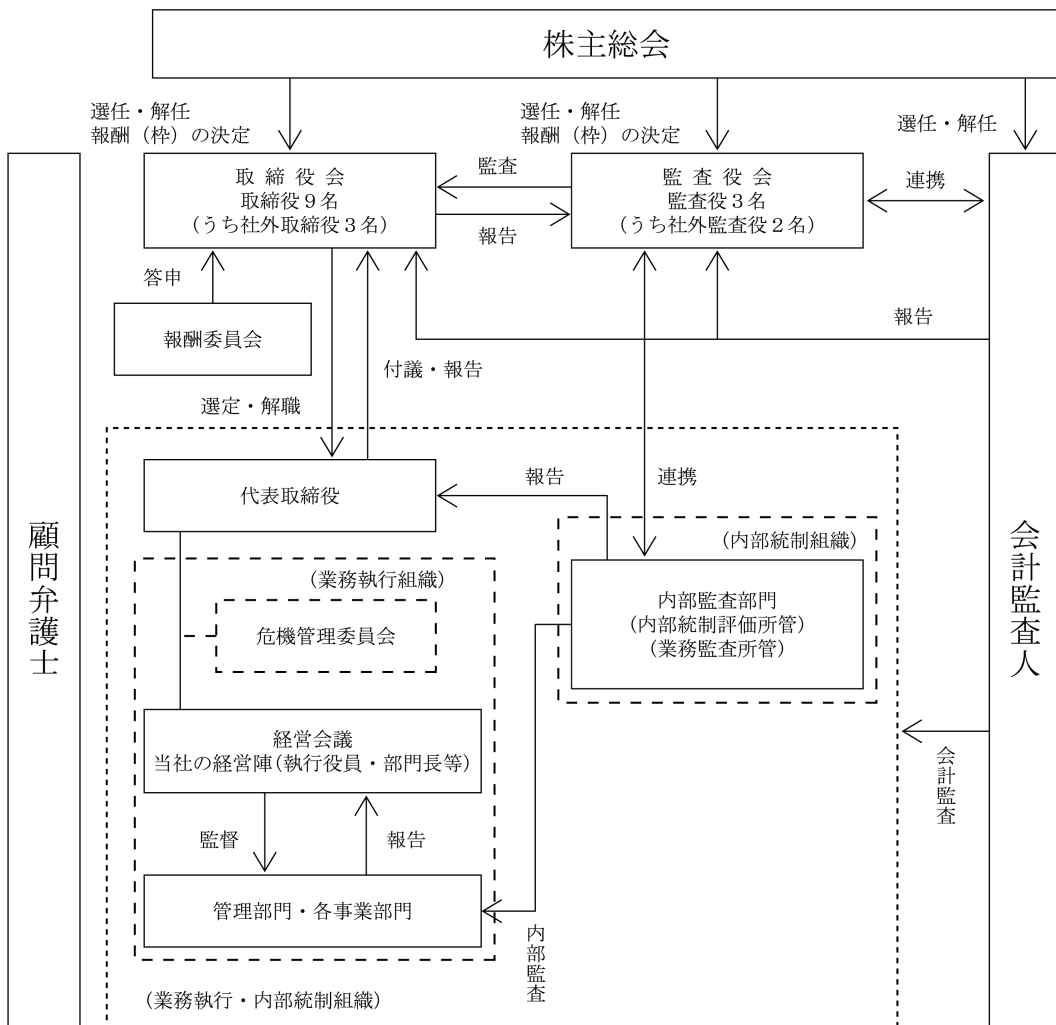 株主総会
選任・解任
報酬（枠）の決定
選任・解任
報酬（枠）の決定
選任・解任
取締役会
取締役９名
（うち社外取締役３名）
監査
報告
監査役会
監査役３名
（うち社外監査役２名）
連携
答申
報酬委員会
付議・報告
報告
選定・解職
代表取締役
報告
連携
(内部統制組織)
内部監査部門
(内部統制評価所管)
(業務監査所管)
(業務執行組織)
危機管理委員会
経営会議
当社の経営陣(執行役員・部門長等)
監督
報告
管理部門・各事業部門
内部監査
会計監査
(業務執行・内部統制組織)
顧問弁護士
会計監査人